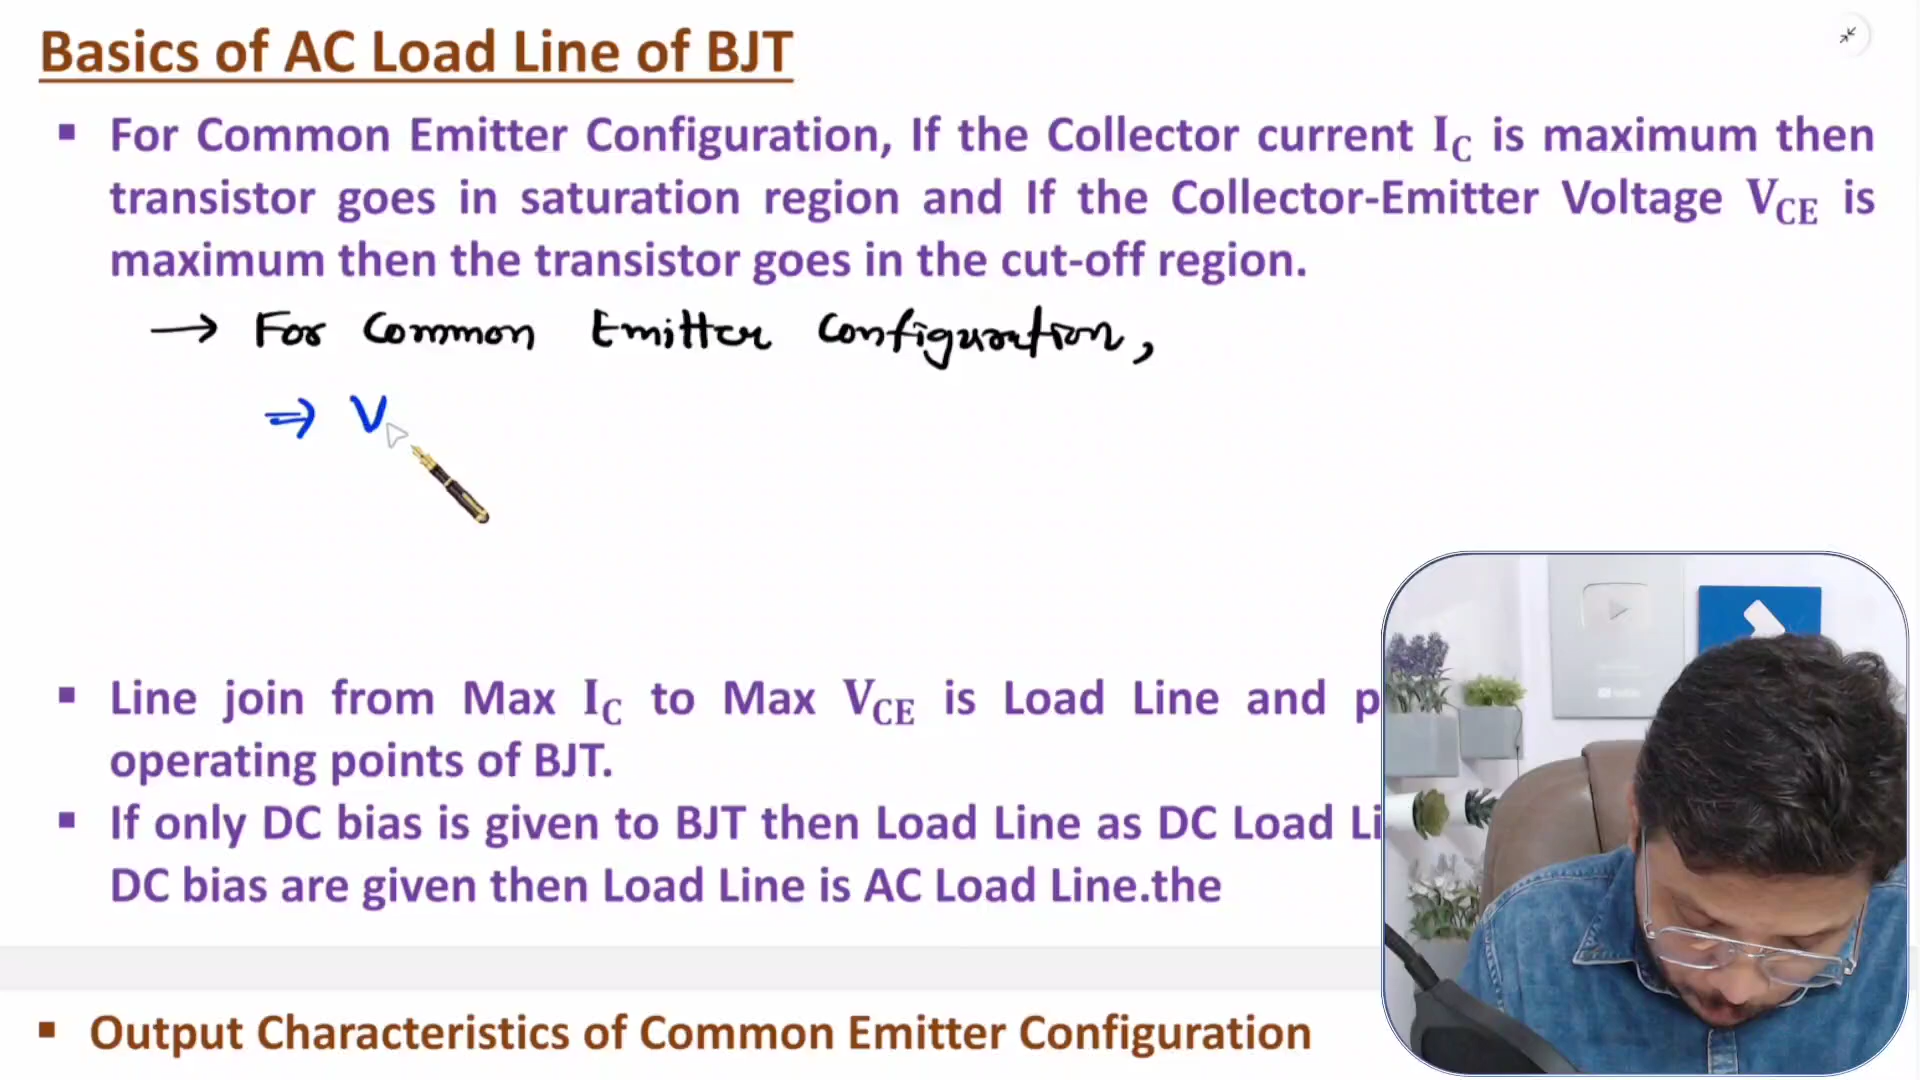 Basics of AC Load Line of BJT
▪ For Common Emitter Configuration, If the Collector current I_C is maximum then
transistor goes in saturation region and If the Collector-Emitter Voltage V_CE is
maximum then the transistor goes in the cut-off region.
→ For Common Emitter Configuration,
⇒ V
▪ Line join from Max I_C to Max V_CE is Load Line and p
operating points of BJT.
▪ If only DC bias is given to BJT then Load Line as DC Load Li
DC bias are given then Load Line is AC Load Line.the
▪ Output Characteristics of Common Emitter Configuration